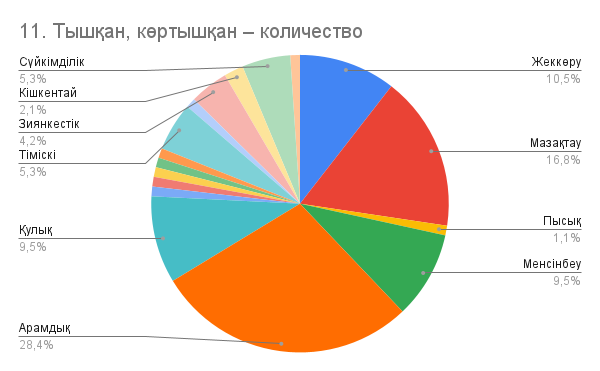 11. Тышқан, көртышқан – количество
Сүйкімділік
5,3%
Кішкентай
2,1%
Зиянкестік
4,2%
Тіміскі
5,3%
Қулық
9,5%
Арамдық
28,4%
Жеккөру
10,5%
Мазақтау
16,8%
Пысық
1,1%
Менсінбеу
9,5%